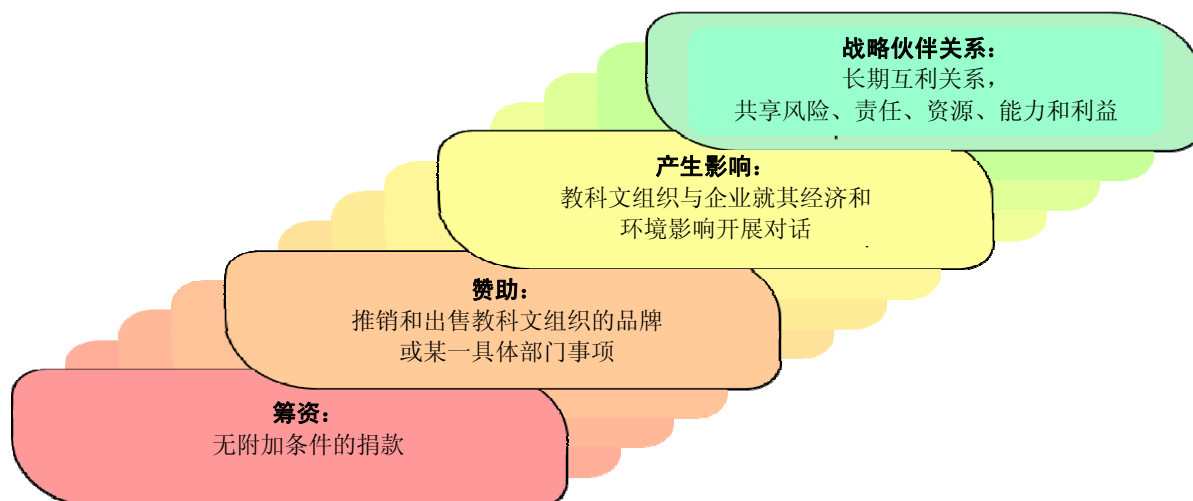 战略伙伴关系：
长期互利关系，
共享风险、责任、资源、能力和利益
产生影响：
教科文组织与企业就其经济和
环境影响开展对话
赞助：
推销和出售教科文组织的品牌
或某一具体部门事项
筹资：
无附加条件的捐款